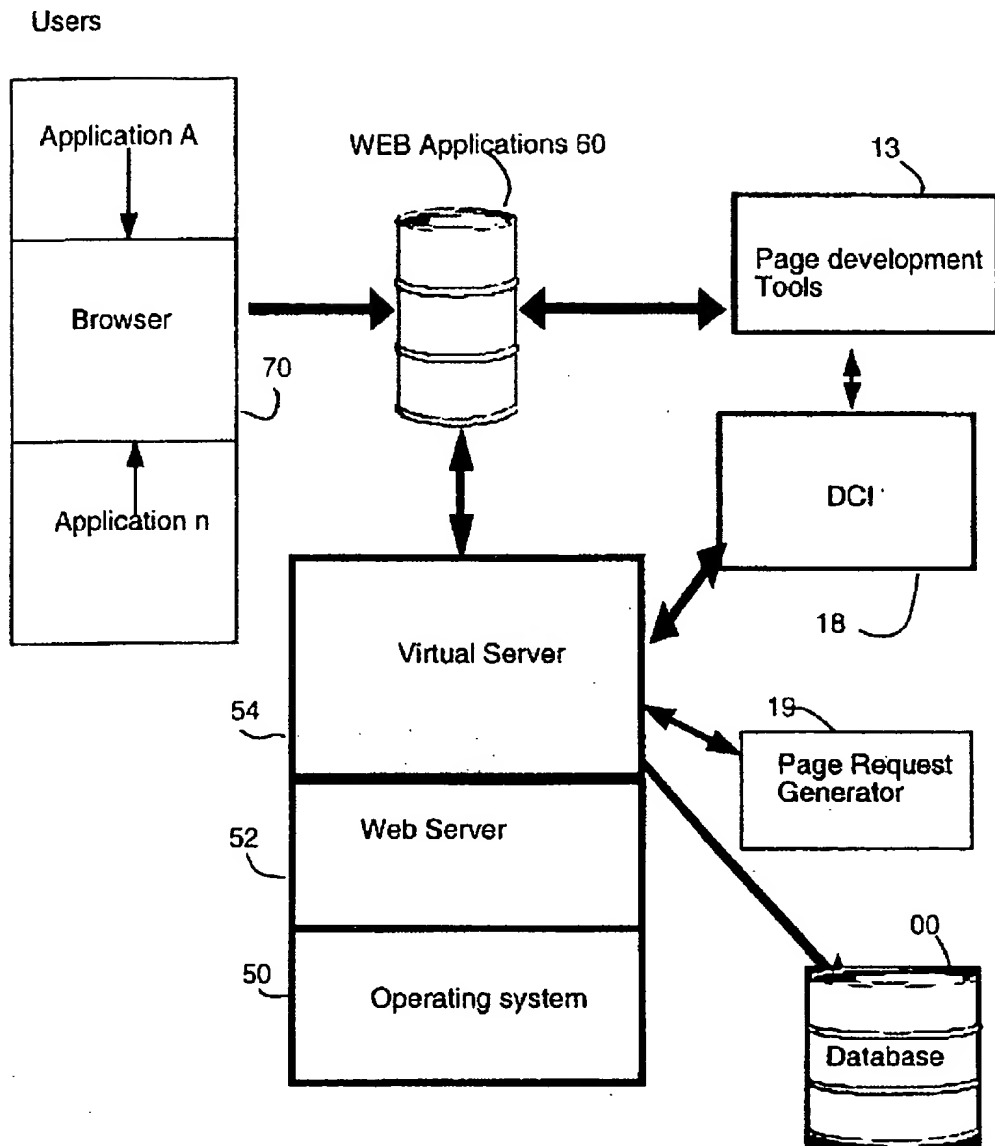 Users
Application A
WEB Applications 60
13
Page development
Tools
Browser
70
DCI
Application n
18
Virtual Server
54
19
Page Request
Generator
Web Server
52
00
50
Operating system
Database